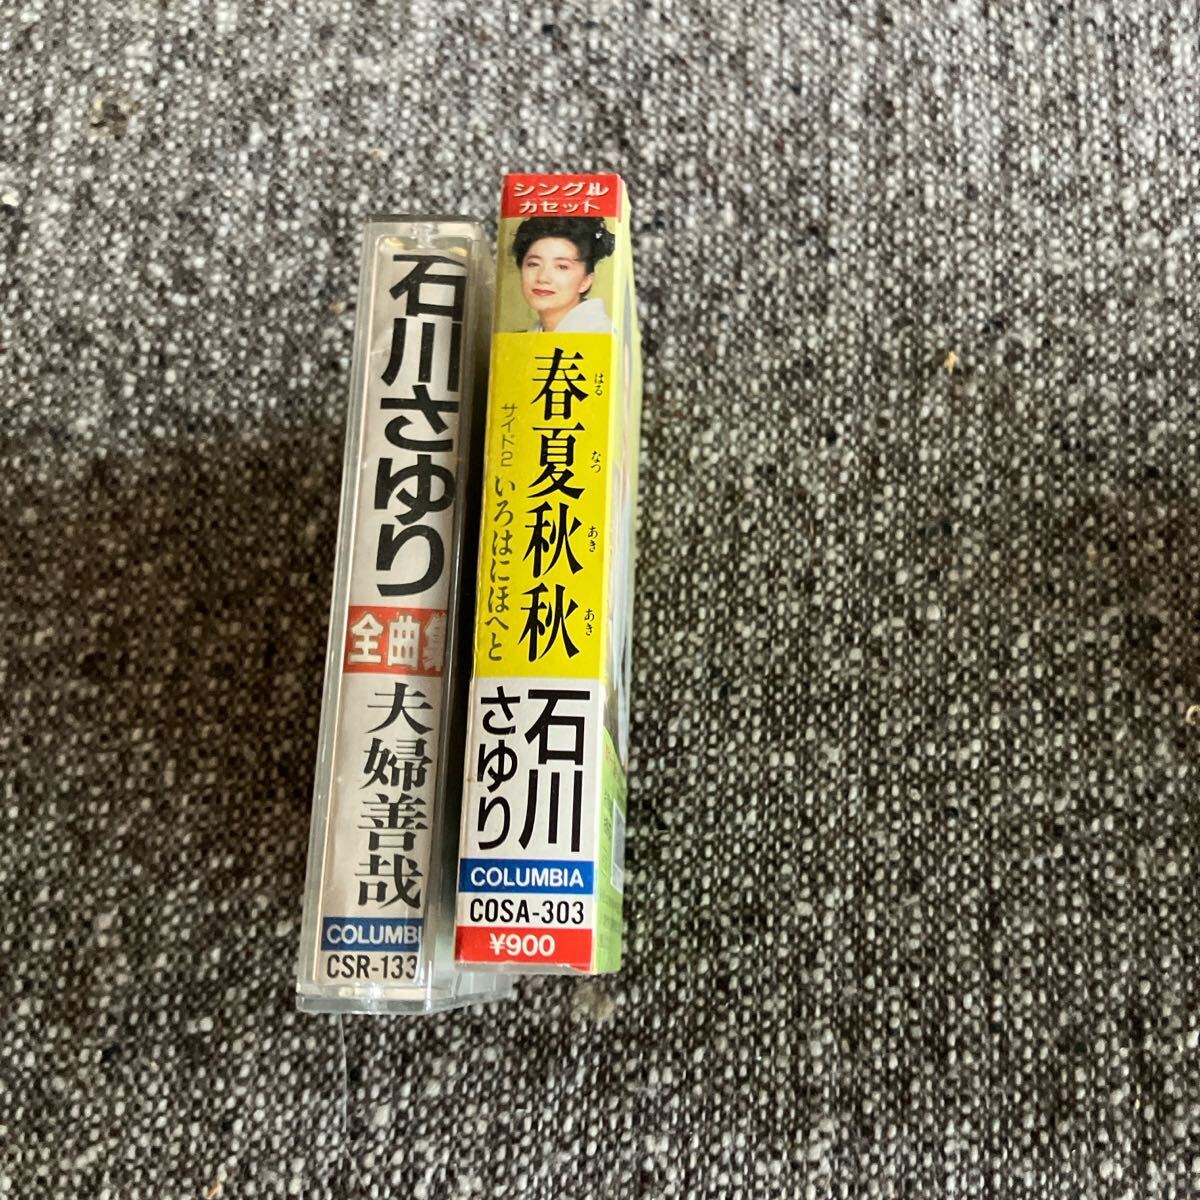 石川さゆり
全曲集
夫婦善哉
COLUMBI
CSR-133
シングル
カセット
春夏秋秋
はる なつ あき あき
サイド2 いろはにほへと
石川
さゆり
COLUMBIA
COSA-303
¥900